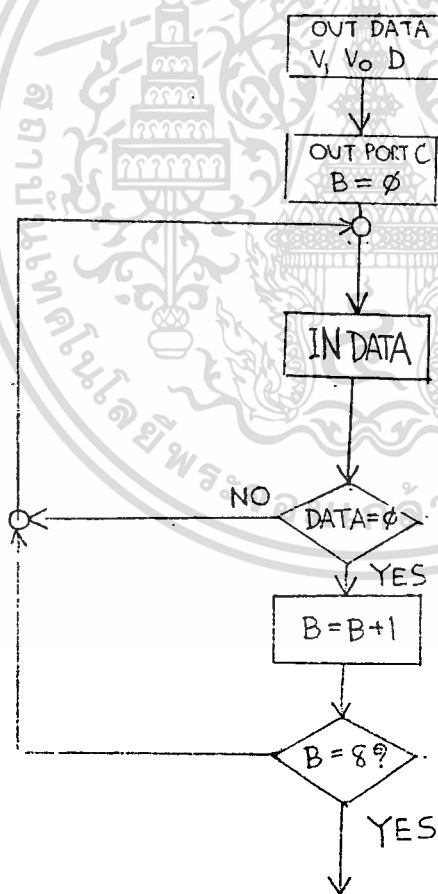 OUT DATA
V₁ V₀ D
OUT PORT C
B = ϕ
IN DATA
NO
DATA=ϕ
YES
B=B+1
B=8?
YES